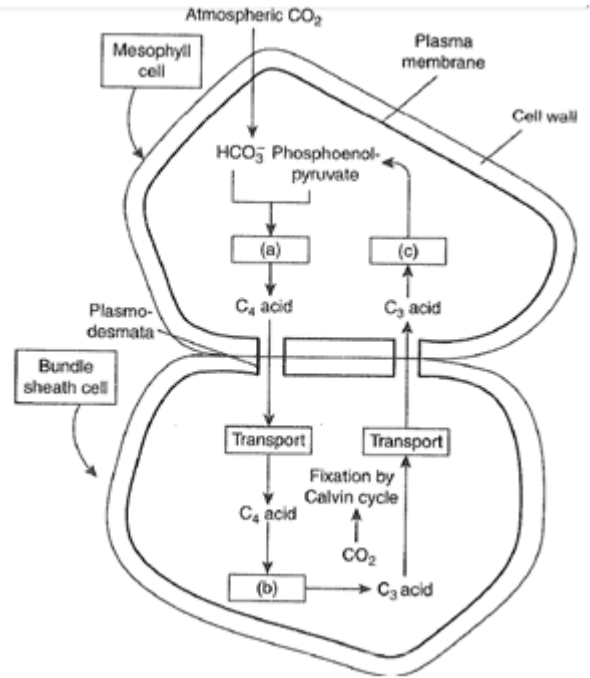 Atmospheric CO₂
Mesophyll
cell
Plasma
membrane
Cell wall
HCO₃⁻ Phosphoenol-
pyruvate
(a)
(c)
C₄ acid
C₃ acid
Plasmo-
desmata
Bundle
sheath cell
Transport
Transport
Fixation by
Calvin cycle
C₄ acid
CO₂
(b)
C₃ acid